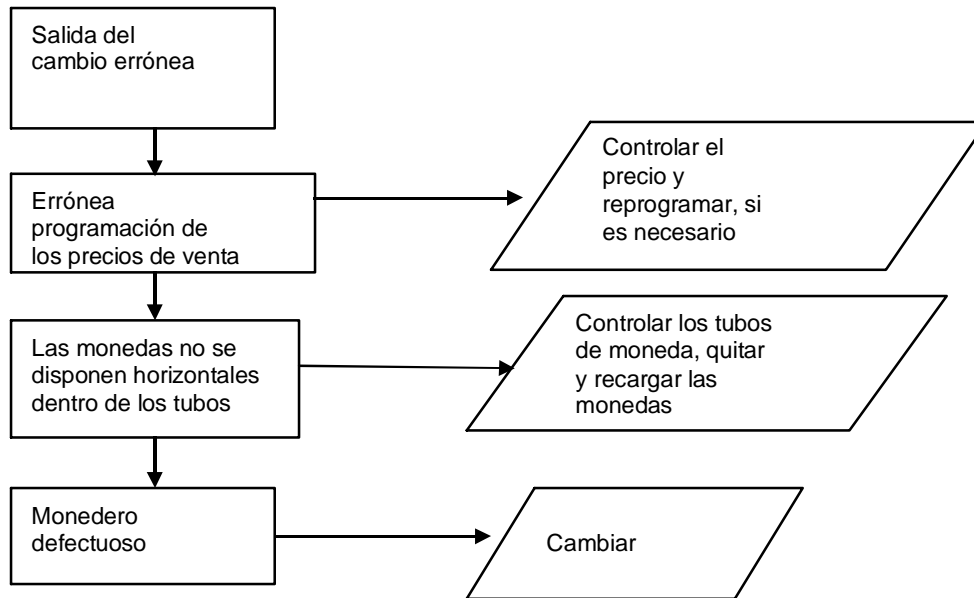 Salida del
cambio errónea
Controlar el
precio y
reprogramar, si
es necesario
Errónea
programación de
los precios de venta
Las monedas no se
disponen horizontales
dentro de los tubos
Controlar los tubos
de moneda, quitar
y recargar las
monedas
Monedero
defectuoso
Cambiar